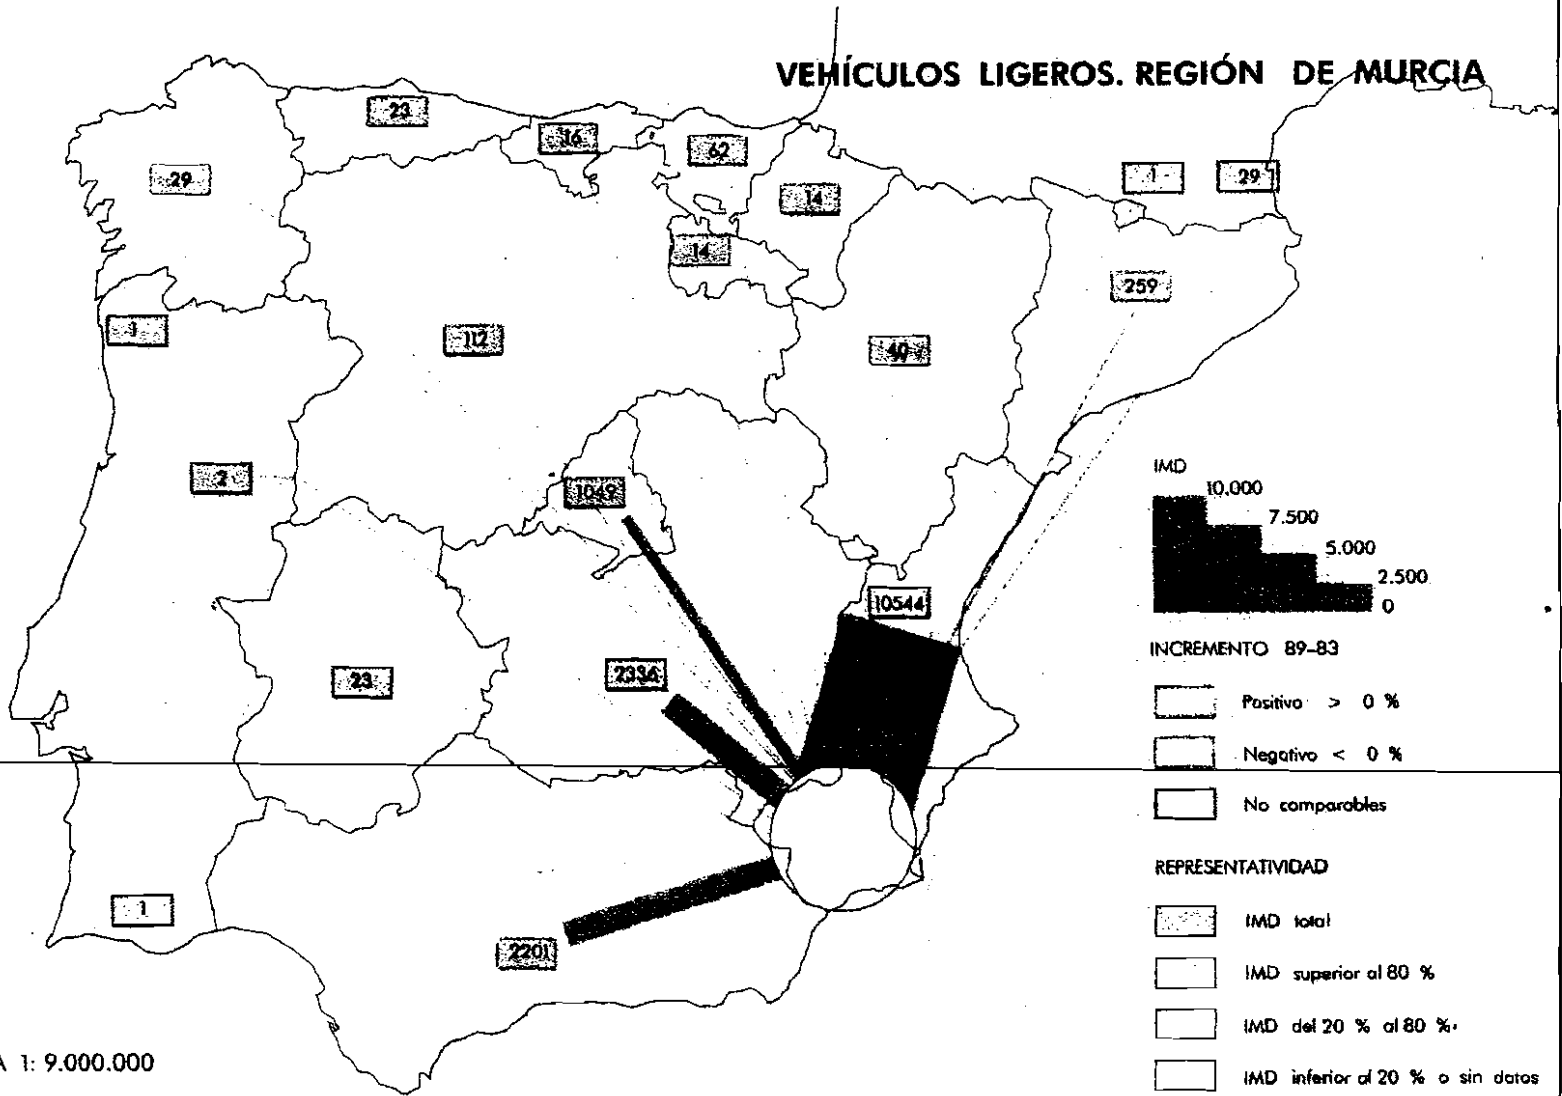 VEHÍCULOS LIGEROS. REGIÓN DE MURCIA
23
16
62
29
14
1
29
14
259
1
112
40
2
1049
10544
2336
23
1
2201
IMD
10.000
7.500
5.000
2.500
0
INCREMENTO 89-83
Positivo > 0 %
Negativo < 0 %
No comparables
REPRESENTATIVIDAD
IMD total
IMD superior al 80 %
IMD del 20 % al 80 %
IMD inferior al 20 % o sin datos
A 1: 9.000.000